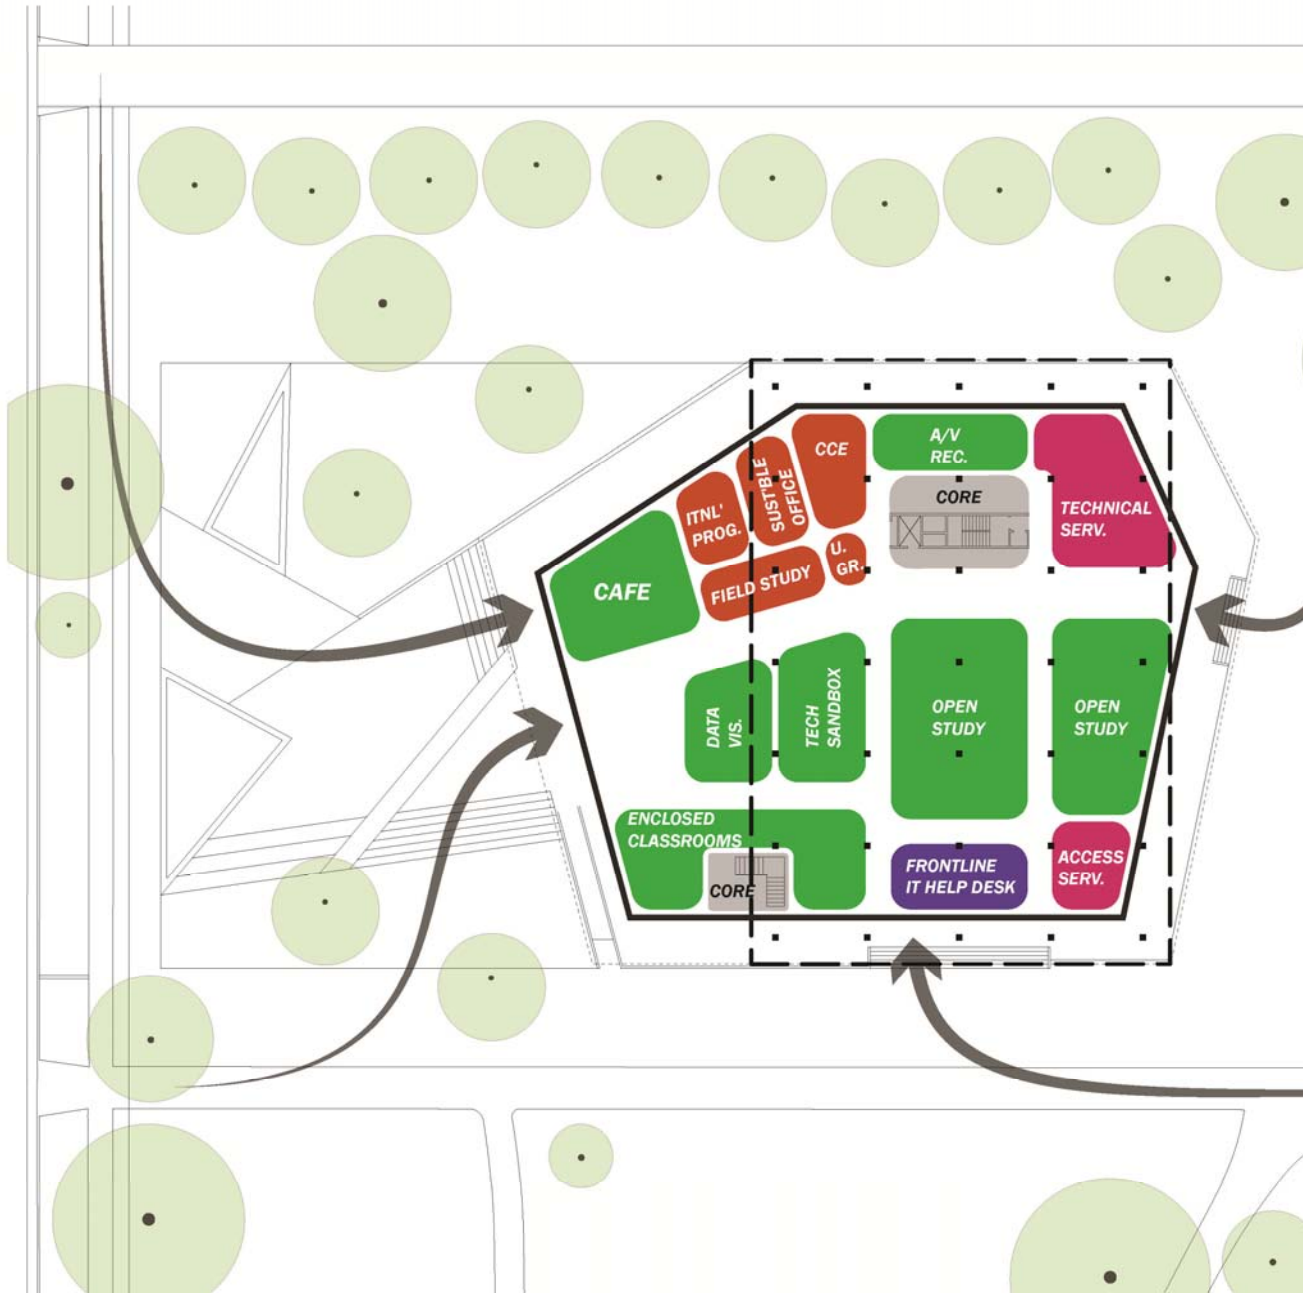 A/V
REC.
CCE
SUST'BLE
OFFICE
ITNL'
PROG.
CORE
TECHNICAL
SERV.
U.
GR.
FIELD STUDY
CAFE
DATA
VIS.
TECH
SANDBOX
OPEN
STUDY
OPEN
STUDY
ENCLOSED
CLASSROOMS
CORE
FRONTLINE
IT HELP DESK
ACCESS
SERV.